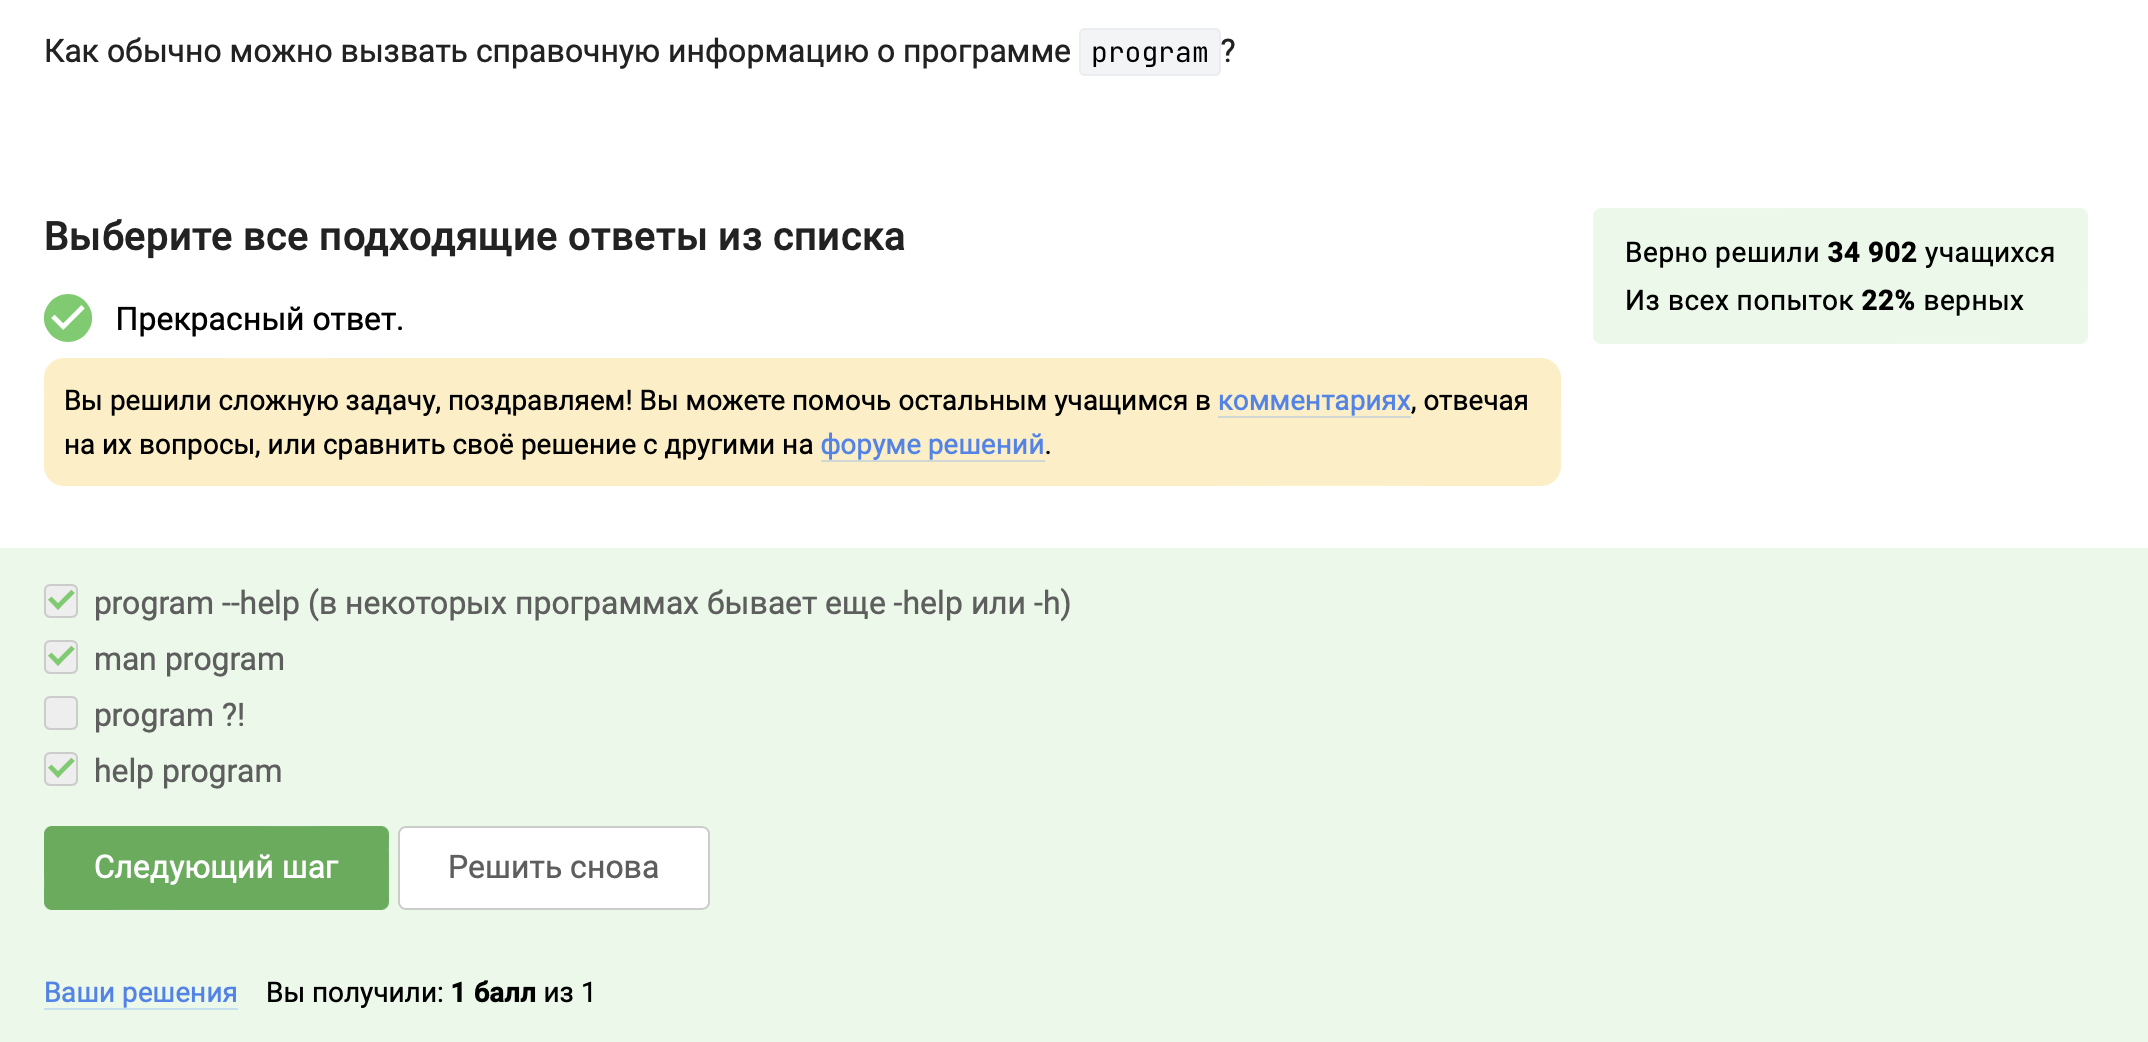 Как обычно можно вызвать справочную информацию о программе program?
Выберите все подходящие ответы из списка
Верно решили 34 902 учащихся
Из всех попыток 22% верных
Прекрасный ответ.
Вы решили сложную задачу, поздравляем! Вы можете помочь остальным учащимся в комментариях, отвечая
на их вопросы, или сравнить своё решение с другими на форуме решений.
program --help (в некоторых программах бывает еще -help или -h)
man program
program ?!
help program
Следующий шаг Решить снова
Ваши решения Вы получили: 1 балл из 1